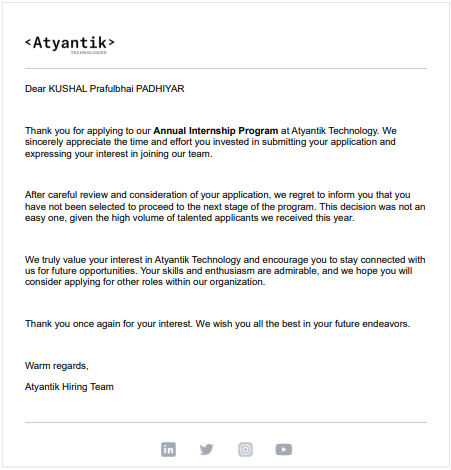 <Atyantik>
TECHNOLOGIES
Dear KUSHAL Prafulbhai PADHIYAR
Thank you for applying to our Annual Internship Program at Atyantik Technology. We
sincerely appreciate the time and effort you invested in submitting your application and
expressing your interest in joining our team.
After careful review and consideration of your application, we regret to inform you that you
have not been selected to proceed to the next stage of the program. This decision was not an
easy one, given the high volume of talented applicants we received this year.
We truly value your interest in Atyantik Technology and encourage you to stay connected with
us for future opportunities. Your skills and enthusiasm are admirable, and we hope you will
consider applying for other roles within our organization.
Thank you once again for your interest. We wish you all the best in your future endeavors.
Warm regards,
Atyantik Hiring Team